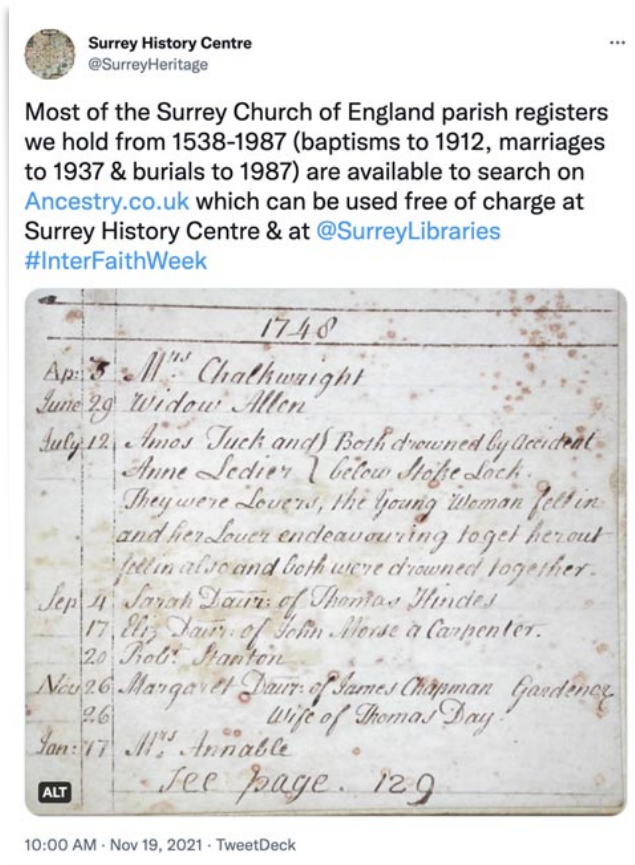 Surrey History Centre
@SurreyHeritage
Most of the Surrey Church of England parish registers
we hold from 1538-1987 (baptisms to 1912, marriages
to 1937 & burials to 1987) are available to search on
Ancestry.co.uk which can be used free of charge at
Surrey History Centre & at @SurreyLibraries
#InterFaithWeek
1748
Ap: 3 Mrs Chalkwright
June 29 Widow Allen
July 12 Amos Tuck and } Both drowned by Accident
Anne Ledier } below Stoke Lock.
They were Lovers, the Young Woman fell in
and her Lover endeavouring to get her out
fell in also and both were drowned together.
Sep 4 Sarah Daur: of Thomas Hindes
17 Eliz Daur: of John Morse a Carpenter.
20 Robt Stanton
Nov 26 Margaret Daur: of James Chapman Gardener
26 Wife of Thomas Day.
Jan: 17 Mrs Annable
See page. 129
ALT
10:00 AM · Nov 19, 2021 · TweetDeck